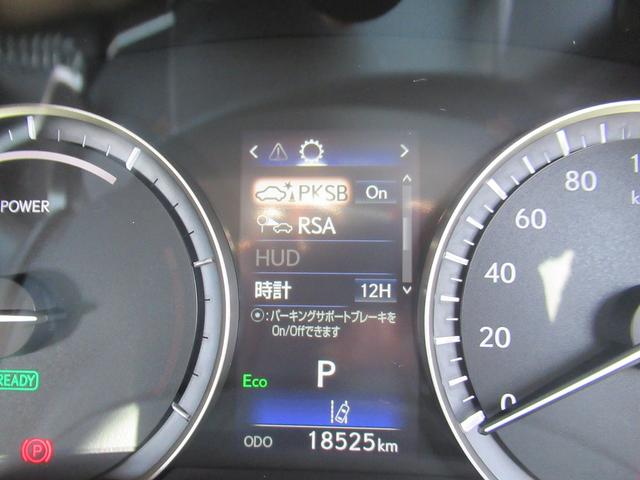 PKSB On
RSA
HUD
時計 12H
⦿:パーキングサポートブレーキを
On/Offできます
P
Eco
ODO 18525km
POWER
READY
(P)
80
60
40
20
0